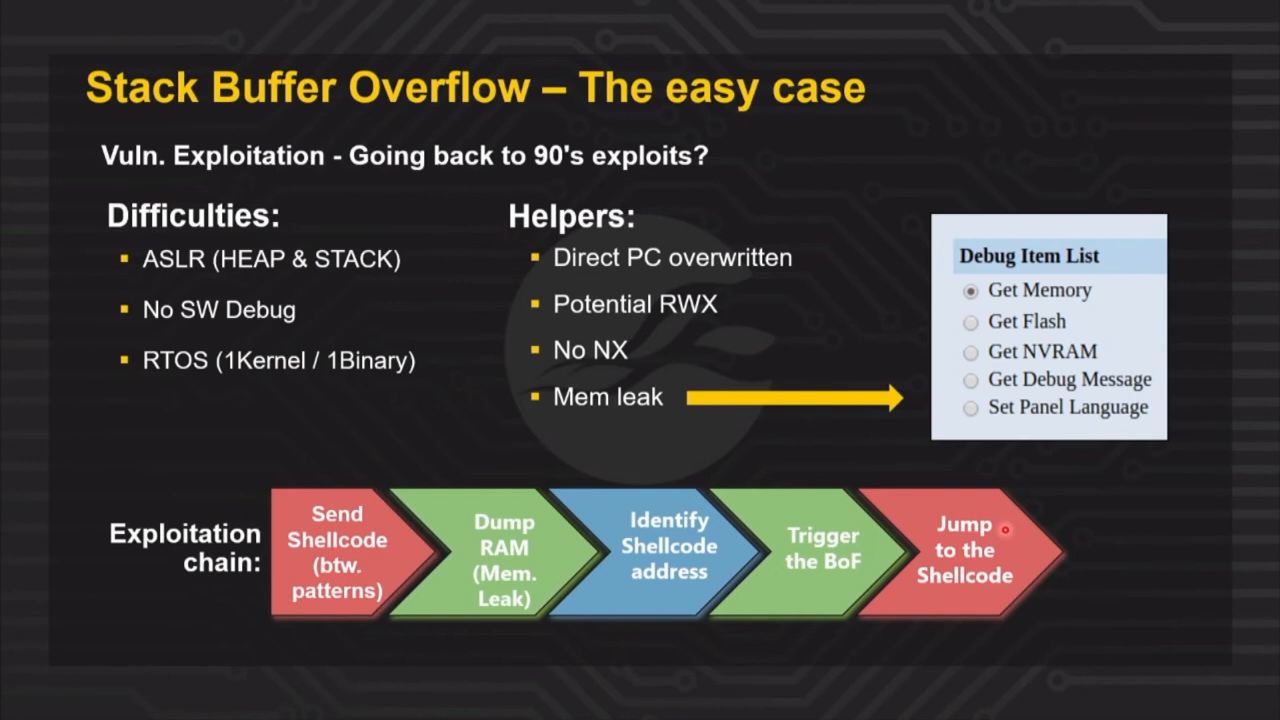 Stack Buffer Overflow – The easy case
Vuln. Exploitation - Going back to 90's exploits?
Difficulties:
ASLR (HEAP & STACK)
No SW Debug
RTOS (1Kernel / 1Binary)
Helpers:
Direct PC overwritten
Potential RWX
No NX
Mem leak
Debug Item List
Get Memory
Get Flash
Get NVRAM
Get Debug Message
Set Panel Language
Exploitation
chain:
Send
Shellcode
(btw.
patterns)
Dump
RAM
(Mem.
Leak)
Identify
Shellcode
address
Trigger
the BoF
Jump
to the
Shellcode